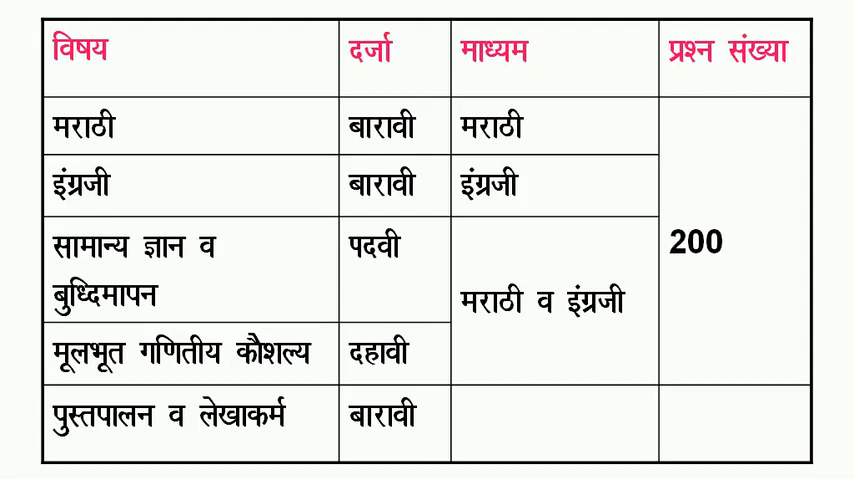 विषय दर्जा माध्यम प्रश्न संख्या
मराठी बारावी मराठी
इंग्रजी बारावी इंग्रजी
सामान्य ज्ञान व पदवी
बुध्दिमापन
मराठी व इंग्रजी
200
मूलभूत गणितीय कौशल्य दहावी
पुस्तपालन व लेखाकर्म बारावी